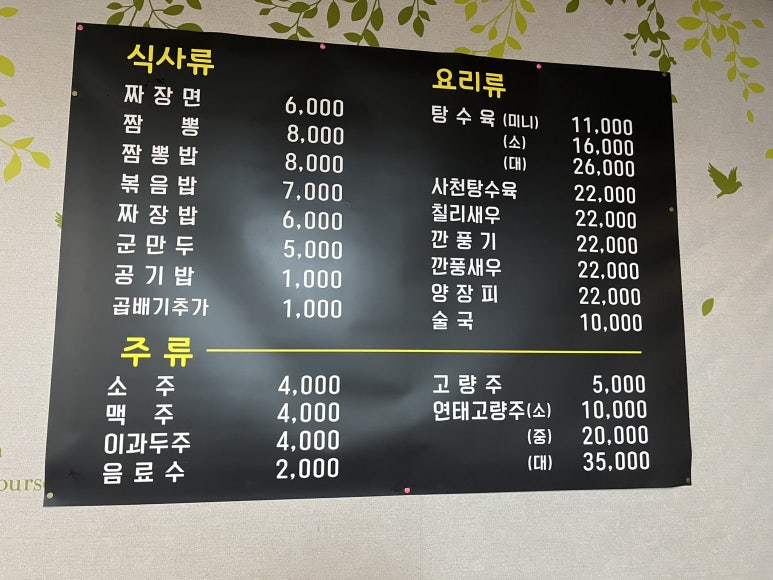 식사류
짜장면 6,000
짬뽕 8,000
짬뽕밥 8,000
볶음밥 7,000
짜장밥 6,000
군만두 5,000
공기밥 1,000
곱배기추가 1,000
요리류
탕수육 (미니) 11,000
(소) 16,000
(대) 26,000
사천탕수육 22,000
칠리새우 22,000
깐풍기 22,000
깐풍새우 22,000
양장피 22,000
술국 10,000
주류
소주 4,000
맥주 4,000
이과두주 4,000
음료수 2,000
고량주 5,000
연태고량주(소) 10,000
(중) 20,000
(대) 35,000